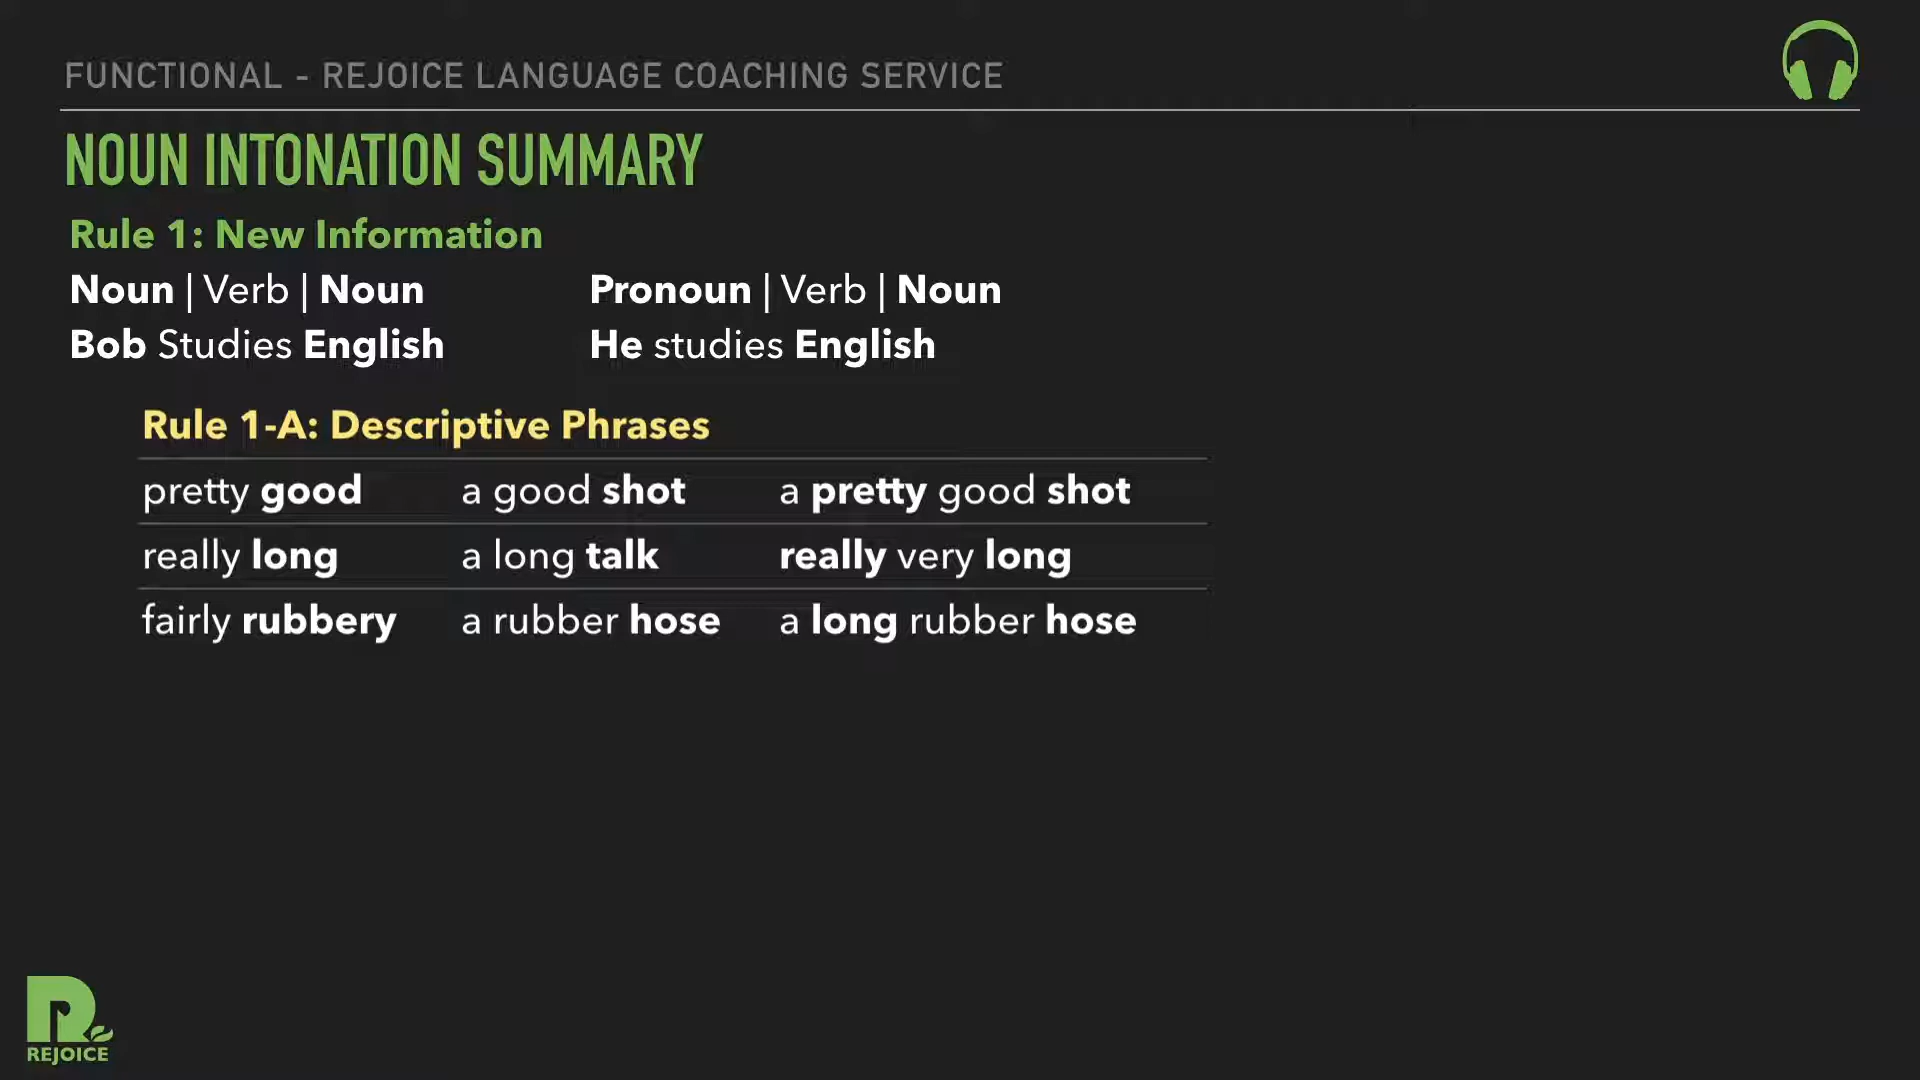 FUNCTIONAL - REJOICE LANGUAGE COACHING SERVICE
NOUN INTONATION SUMMARY
Rule 1: New Information
Noun | Verb | Noun Pronoun | Verb | Noun
Bob Studies English He studies English
Rule 1-A: Descriptive Phrases
pretty good a good shot a pretty good shot
really long a long talk really very long
fairly rubbery a rubber hose a long rubber hose
REJOICE